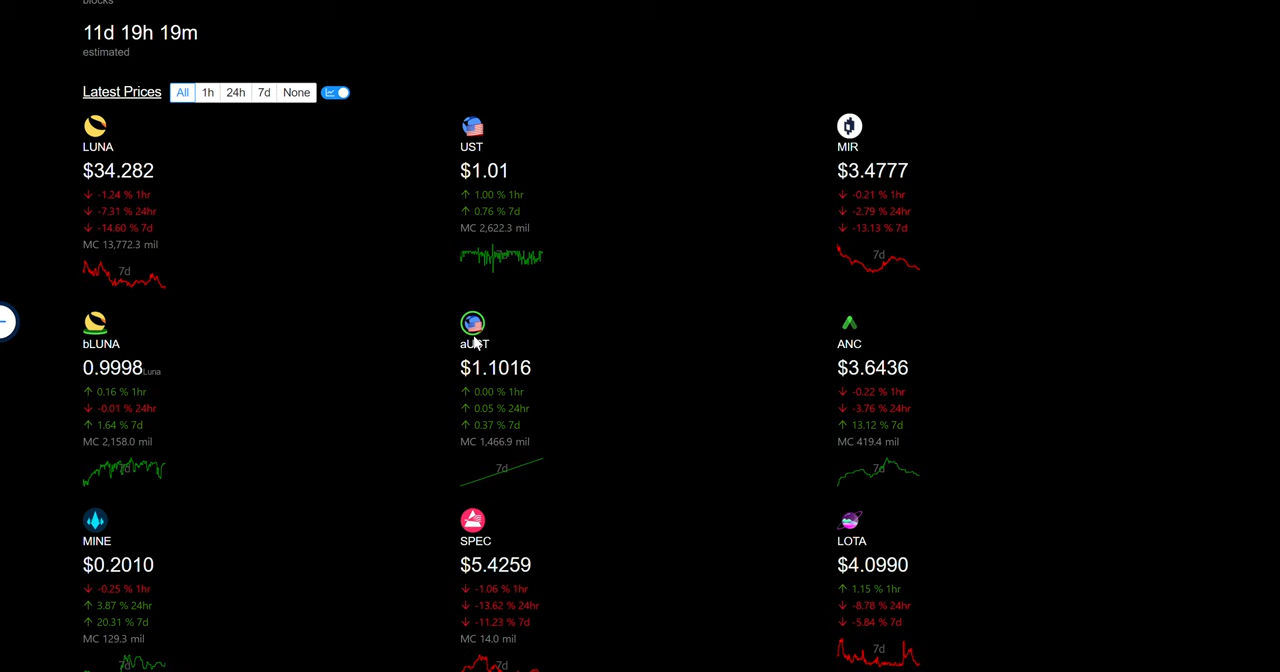 blocks
11d 19h 19m
estimated
Latest Prices All 1h 24h 7d None
LUNA
$34.282
-1.24 % 1hr
-7.31 % 24hr
-14.60 % 7d
MC 13,772.3 mil
7d
UST
$1.01
1.00 % 1hr
0.76 % 7d
MC 2,622.3 mil
MIR
$3.4777
-0.21 % 1hr
-2.79 % 24hr
-13.13 % 7d
7d
bLUNA
0.9998Luna
0.16 % 1hr
-0.01 % 24hr
1.64 % 7d
MC 2,158.0 mil
7d
aUST
$1.1016
0.00 % 1hr
0.05 % 24hr
0.37 % 7d
MC 1,466.9 mil
7d
ANC
$3.6436
-0.22 % 1hr
-3.76 % 24hr
13.12 % 7d
MC 419.4 mil
7d
MINE
$0.2010
-0.25 % 1hr
3.87 % 24hr
20.31 % 7d
MC 129.3 mil
7d
SPEC
$5.4259
-1.06 % 1hr
-13.62 % 24hr
-11.23 % 7d
MC 14.0 mil
7d
LOTA
$4.0990
1.15 % 1hr
-8.78 % 24hr
-5.84 % 7d
7d